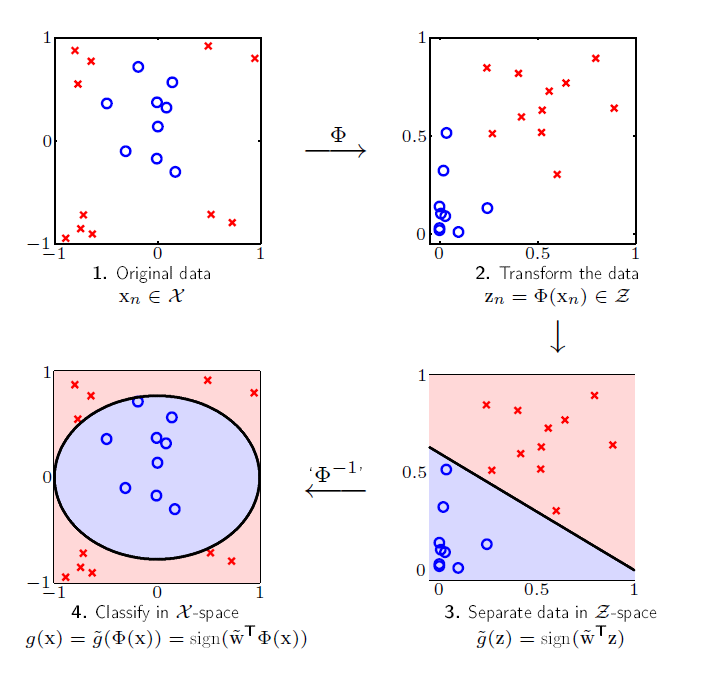 1
0
−1
−1 0 1
1. Original data
xₙ ∈ 𝒳
Φ
1
0.5
0
0 0.5 1
2. Transform the data
zₙ = Φ(xₙ) ∈ 𝒵
1
0
−1
−1 0 1
4. Classify in 𝒳-space
g(x) = g̃(Φ(x)) = sign(w̃ᵀΦ(x))
‘Φ⁻¹’
1
0.5
0
0 0.5 1
3. Separate data in 𝒵-space
g̃(z) = sign(w̃ᵀz)